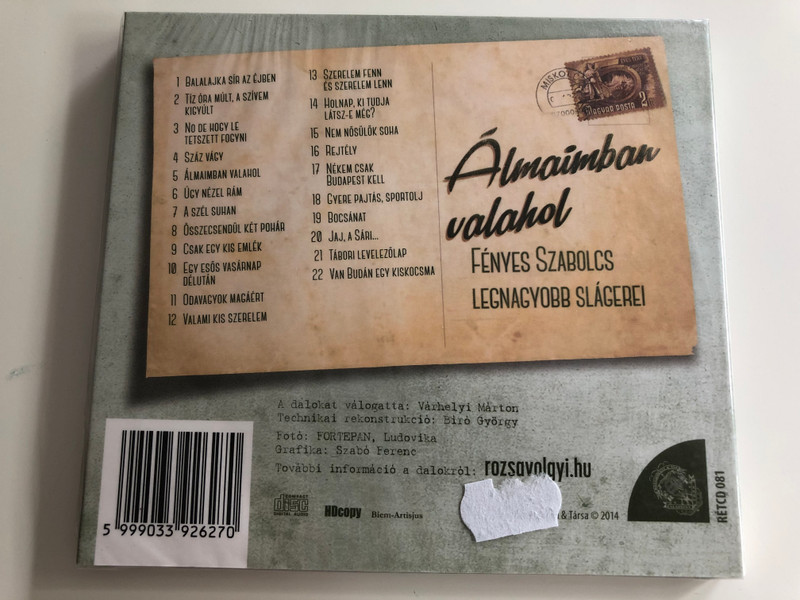 1 Balalajka sír az éjben
2 Tíz óra múlt, a szívem
kigyúlt
3 No de hogy le
tetszett fogyni
4 Száz vágy
5 Álmaimban valahol
6 Úgy nézel rám
7 A szél suhan
8 Összecsendül két pohár
9 Csak egy kis emlék
10 Egy esős vasárnap
délután
11 Odavagyok magáért
12 Valami kis szerelem
13 Szerelem fenn
és szerelem lenn
14 Holnap, ki tudja
látsz-e még?
15 Nem nősülök soha
16 Rejtély
17 Nékem csak
Budapest kell
18 Gyere pajtás, sportolj
19 Bocsánat
20 Jaj, a Sári...
21 Tábori levelezőlap
22 Van Budán egy kiskocsma
Magyar Posta 2
Álmaimban
valahol
Fényes Szabolcs
legnagyobb slágerei
A dalokat válogatta: Várhelyi Márton
Technikai rekonstrukció: Biró György
Fotó: FORTEPAN, Ludovika
Grafika: Szabó Ferenc
További információ a dalokról: rozsavolgyi.hu
COMPACT
disc
DIGITAL AUDIO
HDcopy
Biem-Artisjus
& Társa © 2014
RÉTCD 081
5 999033 926270